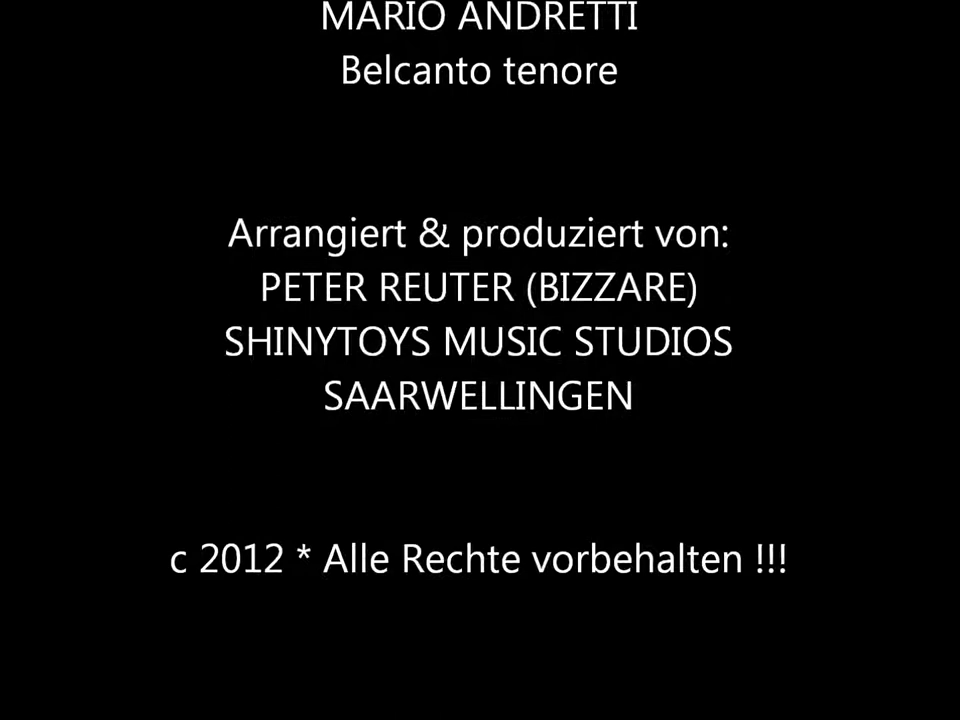 MARIO ANDRETTI
Belcanto tenore
Arrangiert & produziert von:
PETER REUTER (BIZZARE)
SHINYTOYS MUSIC STUDIOS
SAARWELLINGEN
c 2012 * Alle Rechte vorbehalten !!!